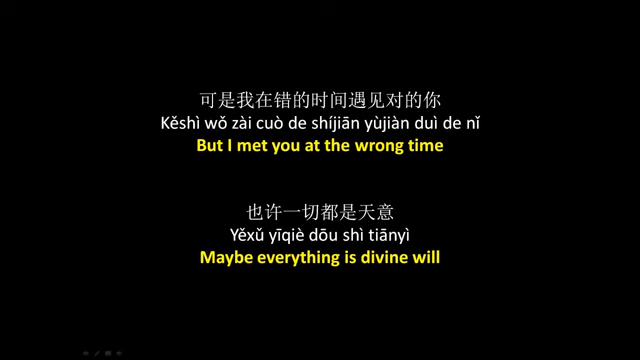 可是我在错的时间遇见对的你
Kěshì wǒ zài cuò de shíjiān yùjiàn duì de nǐ
But I met you at the wrong time
也许一切都是天意
Yěxǔ yīqiè dōu shì tiānyì
Maybe everything is divine will